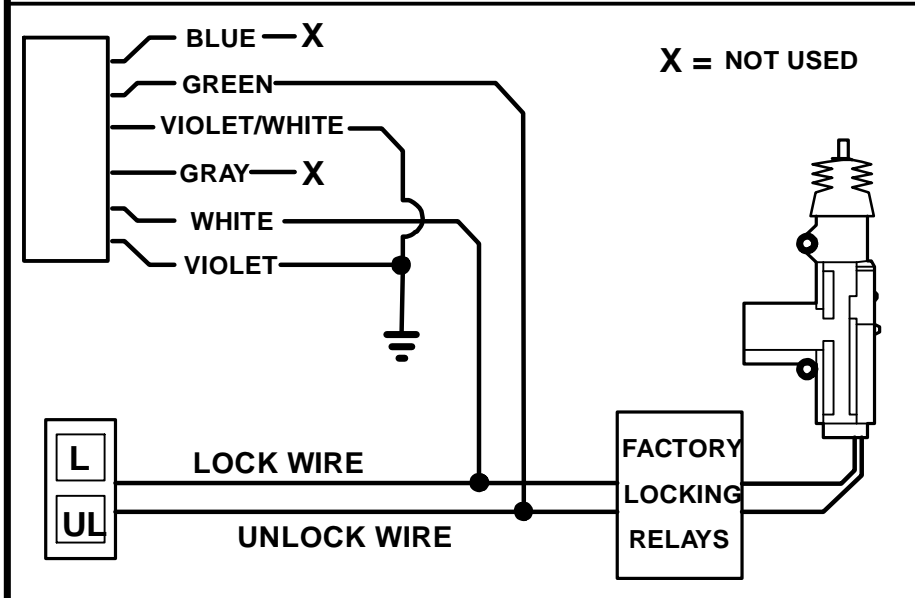 BLUE X
X = NOT USED
GREEN
VIOLET/WHITE
GRAY X
WHITE
VIOLET
L
LOCK WIRE
UL
UNLOCK WIRE
FACTORY
LOCKING
RELAYS